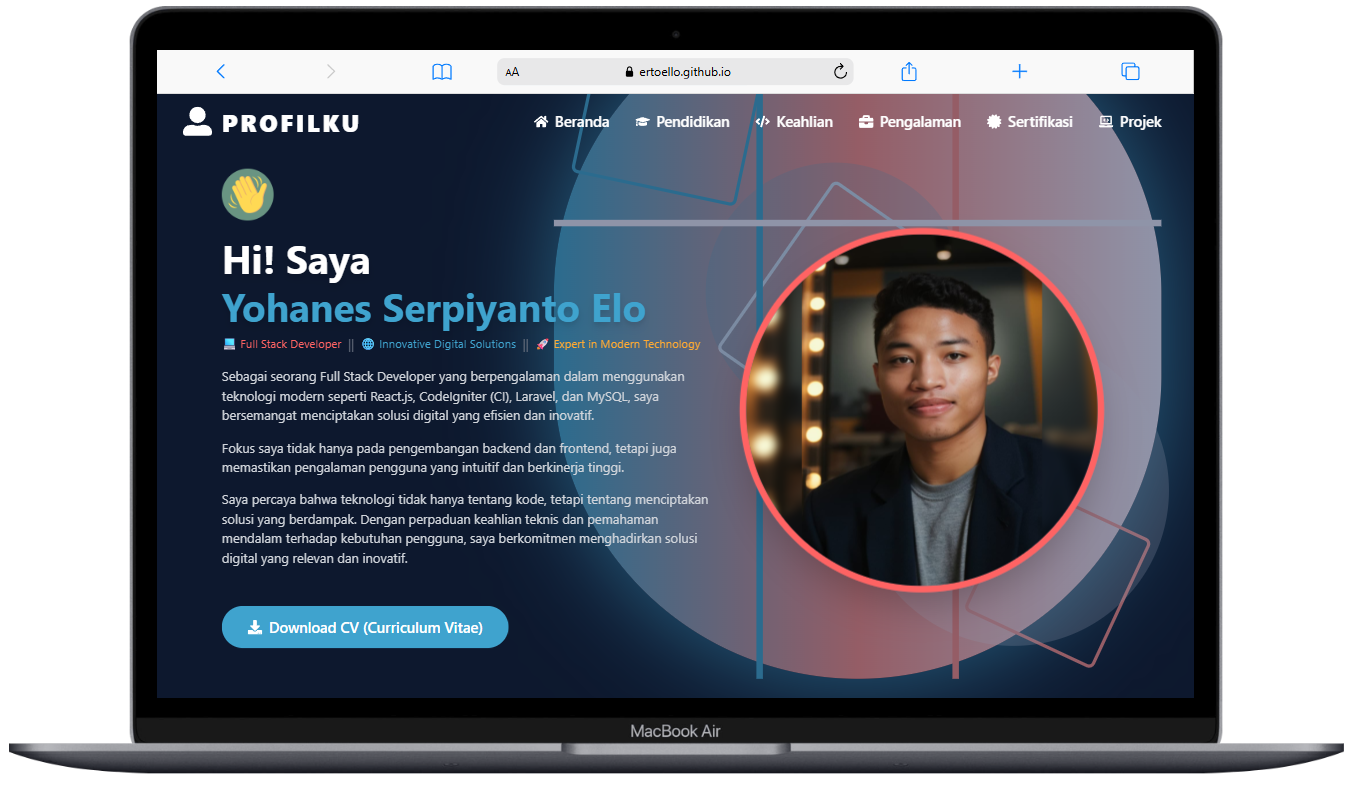 AA ertoello.github.io
PROFILKU
Beranda Pendidikan Keahlian Pengalaman Sertifikasi Projek
Hi! Saya
Yohanes Serpiyanto Elo
Full Stack Developer || Innovative Digital Solutions || Expert in Modern Technology
Sebagai seorang Full Stack Developer yang berpengalaman dalam menggunakan
teknologi modern seperti React.js, CodeIgniter (CI), Laravel, dan MySQL, saya
bersemangat menciptakan solusi digital yang efisien dan inovatif.
Fokus saya tidak hanya pada pengembangan backend dan frontend, tetapi juga
memastikan pengalaman pengguna yang intuitif dan berkinerja tinggi.
Saya percaya bahwa teknologi tidak hanya tentang kode, tetapi tentang menciptakan
solusi yang berdampak. Dengan perpaduan keahlian teknis dan pemahaman
mendalam terhadap kebutuhan pengguna, saya berkomitmen menghadirkan solusi
digital yang relevan dan inovatif.
Download CV (Curriculum Vitae)
MacBook Air